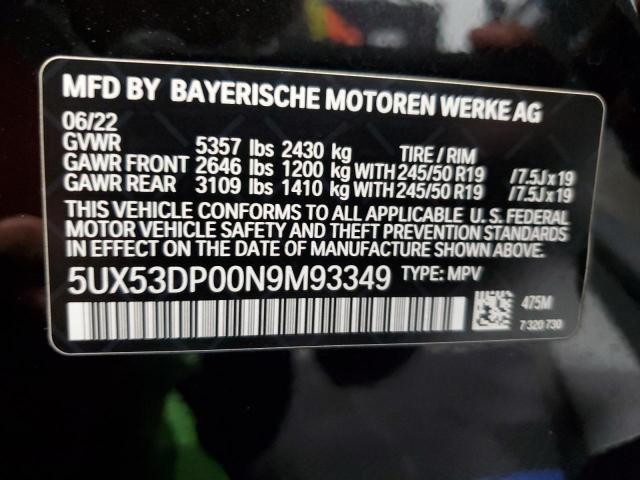 MFD BY BAYERISCHE MOTOREN WERKE AG
06/22
GVWR 5357 lbs 2430 kg TIRE / RIM
GAWR FRONT 2646 lbs 1200 kg WITH 245/50 R19 /7.5J x 19
GAWR REAR 3109 lbs 1410 kg WITH 245/50 R19 /7.5J x 19
THIS VEHICLE CONFORMS TO ALL APPLICABLE U. S. FEDERAL
MOTOR VEHICLE SAFETY AND THEFT PREVENTION STANDARDS
IN EFFECT ON THE DATE OF MANUFACTURE SHOWN ABOVE.
5UX53DP00N9M93349 TYPE: MPV
475M
7 320 730